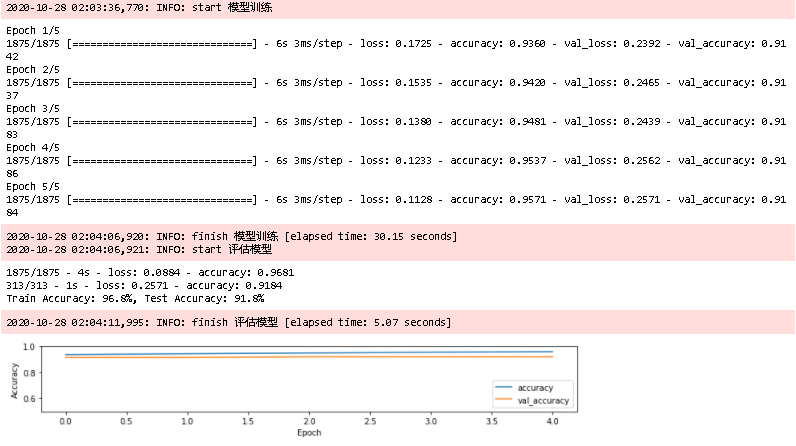 2020-10-28 02:03:36,770: INFO: start 模型训练
Epoch 1/5
1875/1875 [==============================] - 6s 3ms/step - loss: 0.1725 - accuracy: 0.9360 - val_loss: 0.2392 - val_accuracy: 0.91
42
Epoch 2/5
1875/1875 [==============================] - 6s 3ms/step - loss: 0.1535 - accuracy: 0.9420 - val_loss: 0.2465 - val_accuracy: 0.91
37
Epoch 3/5
1875/1875 [==============================] - 6s 3ms/step - loss: 0.1380 - accuracy: 0.9481 - val_loss: 0.2439 - val_accuracy: 0.91
83
Epoch 4/5
1875/1875 [==============================] - 6s 3ms/step - loss: 0.1233 - accuracy: 0.9537 - val_loss: 0.2562 - val_accuracy: 0.91
86
Epoch 5/5
1875/1875 [==============================] - 6s 3ms/step - loss: 0.1128 - accuracy: 0.9571 - val_loss: 0.2571 - val_accuracy: 0.91
84
2020-10-28 02:04:06,920: INFO: finish 模型训练 [elapsed time: 30.15 seconds]
2020-10-28 02:04:06,921: INFO: start 评估模型
1875/1875 - 4s - loss: 0.0884 - accuracy: 0.9681
313/313 - 1s - loss: 0.2571 - accuracy: 0.9184
Train Accuracy: 96.8%, Test Accuracy: 91.8%
2020-10-28 02:04:11,995: INFO: finish 评估模型 [elapsed time: 5.07 seconds]
1.0
0.8
0.6
Accuracy
accuracy
val_accuracy
0.0 0.5 1.0 1.5 2.0 2.5 3.0 3.5 4.0
Epoch